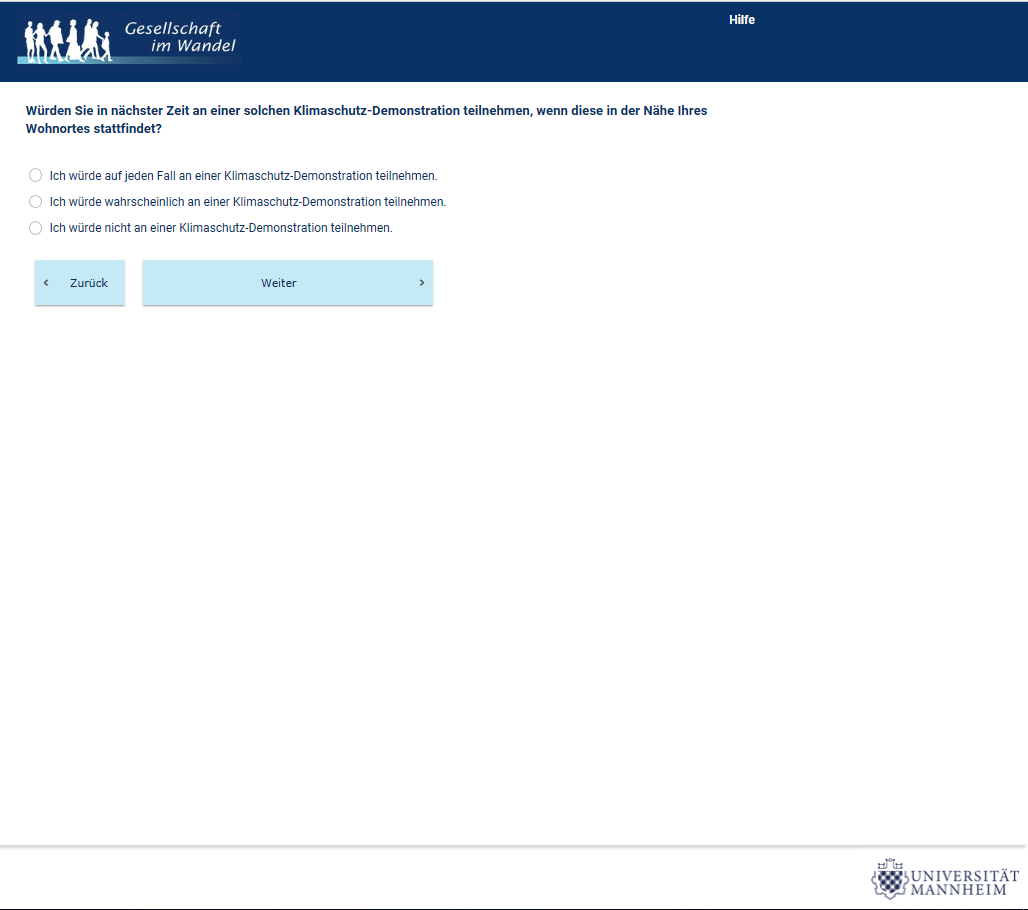 Gesellschaft
im Wandel
Hilfe
Würden Sie in nächster Zeit an einer solchen Klimaschutz-Demonstration teilnehmen, wenn diese in der Nähe Ihres
Wohnortes stattfindet?
Ich würde auf jeden Fall an einer Klimaschutz-Demonstration teilnehmen.
Ich würde wahrscheinlich an einer Klimaschutz-Demonstration teilnehmen.
Ich würde nicht an einer Klimaschutz-Demonstration teilnehmen.
‹ Zurück
Weiter ›
UNIVERSITÄT
MANNHEIM